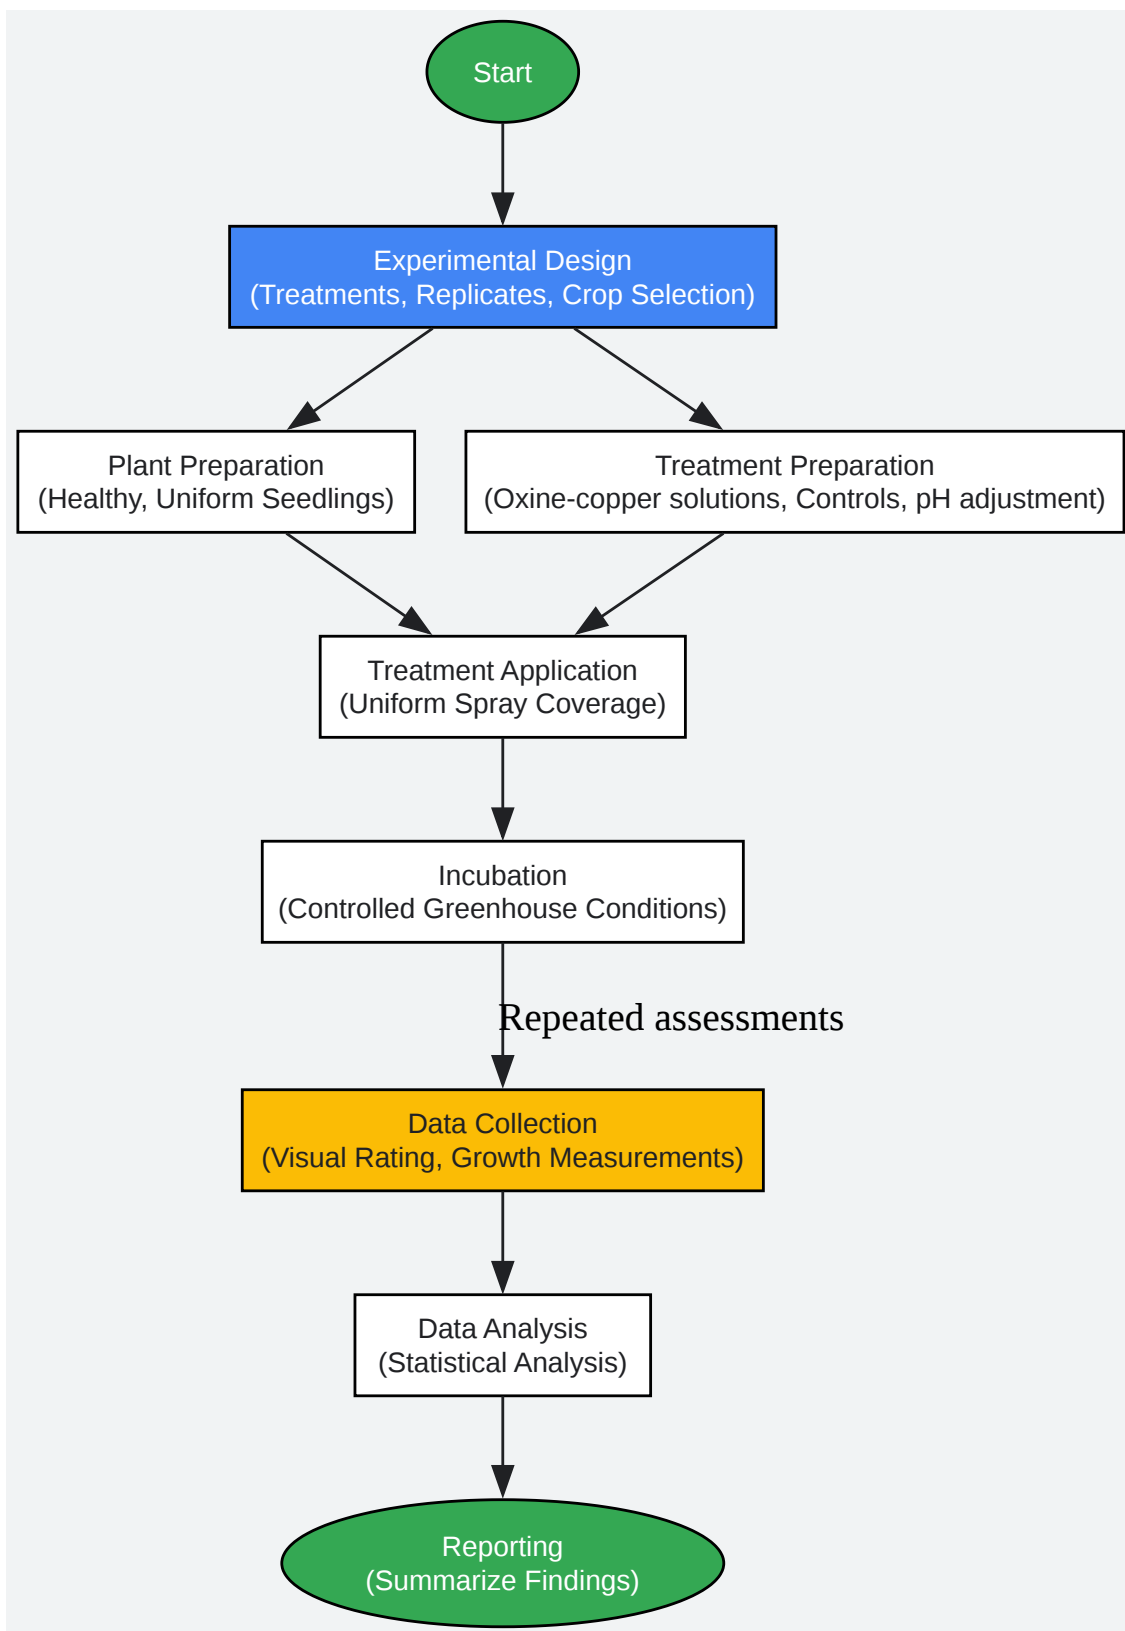 Start
Experimental Design
(Treatments, Replicates, Crop Selection)
Plant Preparation
(Healthy, Uniform Seedlings)
Treatment Preparation
(Oxine-copper solutions, Controls, pH adjustment)
Treatment Application
(Uniform Spray Coverage)
Incubation
(Controlled Greenhouse Conditions)
Repeated assessments
Data Collection
(Visual Rating, Growth Measurements)
Data Analysis
(Statistical Analysis)
Reporting
(Summarize Findings)